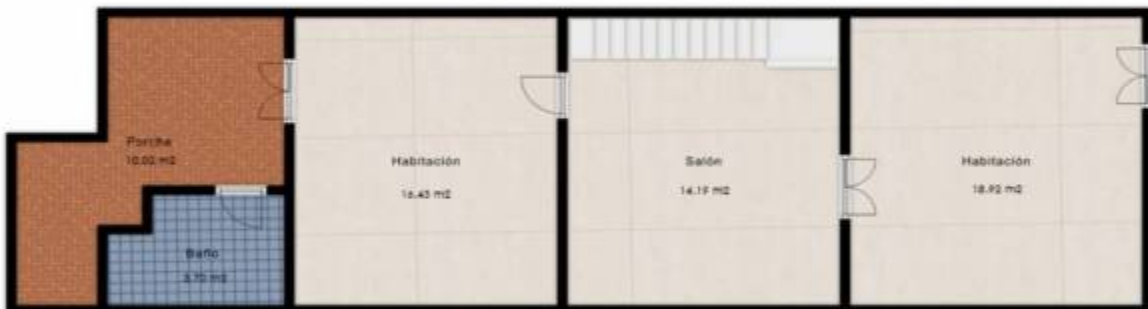 Porche
10.02 m2
Habitación
16.43 m2
Salón
14.19 m2
Habitación
18.92 m2
Baño
3.70 m2